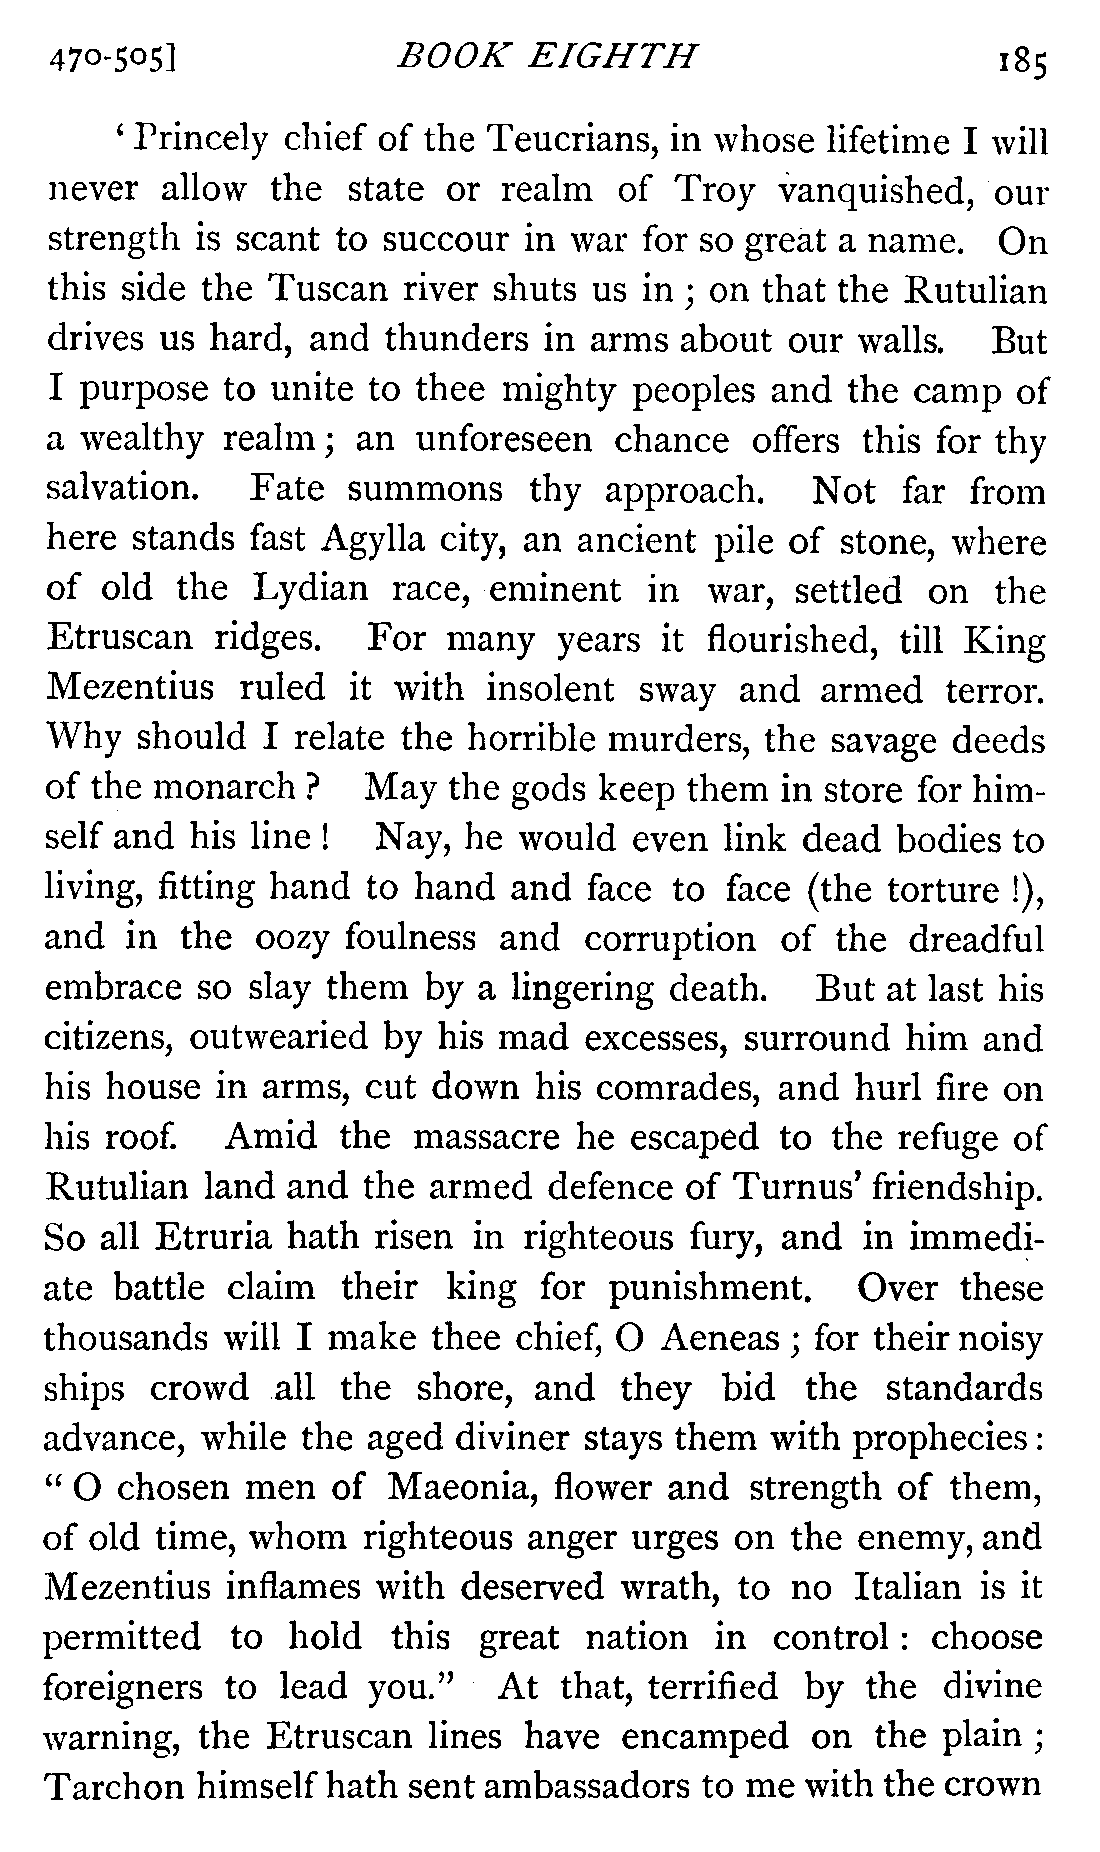 470-505] BOOK EIGHTH 185
‘ Princely chief of the Teucrians, in whose lifetime I will
never allow the state or realm of Troy vanquished, our
strength is scant to succour in war for so great a name. On
this side the Tuscan river shuts us in ; on that the Rutulian
drives us hard, and thunders in arms about our walls. But
I purpose to unite to thee mighty peoples and the camp of
a wealthy realm ; an unforeseen chance offers this for thy
salvation. Fate summons thy approach. Not far from
here stands fast Agylla city, an ancient pile of stone, where
of old the Lydian race, eminent in war, settled on the
Etruscan ridges. For many years it flourished, till King
Mezentius ruled it with insolent sway and armed terror.
Why should I relate the horrible murders, the savage deeds
of the monarch ? May the gods keep them in store for him-
self and his line ! Nay, he would even link dead bodies to
living, fitting hand to hand and face to face (the torture !),
and in the oozy foulness and corruption of the dreadful
embrace so slay them by a lingering death. But at last his
citizens, outwearied by his mad excesses, surround him and
his house in arms, cut down his comrades, and hurl fire on
his roof. Amid the massacre he escaped to the refuge of
Rutulian land and the armed defence of Turnus’ friendship.
So all Etruria hath risen in righteous fury, and in immedi-
ate battle claim their king for punishment. Over these
thousands will I make thee chief, O Aeneas ; for their noisy
ships crowd all the shore, and they bid the standards
advance, while the aged diviner stays them with prophecies :
“ O chosen men of Maeonia, flower and strength of them,
of old time, whom righteous anger urges on the enemy, and
Mezentius inflames with deserved wrath, to no Italian is it
permitted to hold this great nation in control : choose
foreigners to lead you.” At that, terrified by the divine
warning, the Etruscan lines have encamped on the plain ;
Tarchon himself hath sent ambassadors to me with the crown